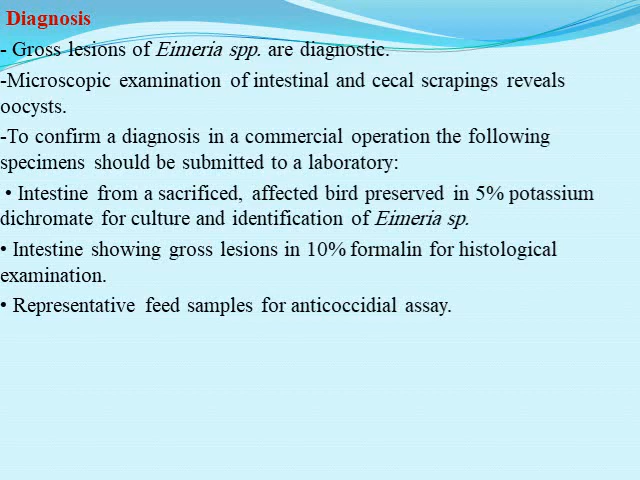 Diagnosis
- Gross lesions of Eimeria spp. are diagnostic.
-Microscopic examination of intestinal and cecal scrapings reveals
oocysts.
-To confirm a diagnosis in a commercial operation the following
specimens should be submitted to a laboratory:
• Intestine from a sacrificed, affected bird preserved in 5% potassium
dichromate for culture and identification of Eimeria sp.
• Intestine showing gross lesions in 10% formalin for histological
examination.
• Representative feed samples for anticoccidial assay.